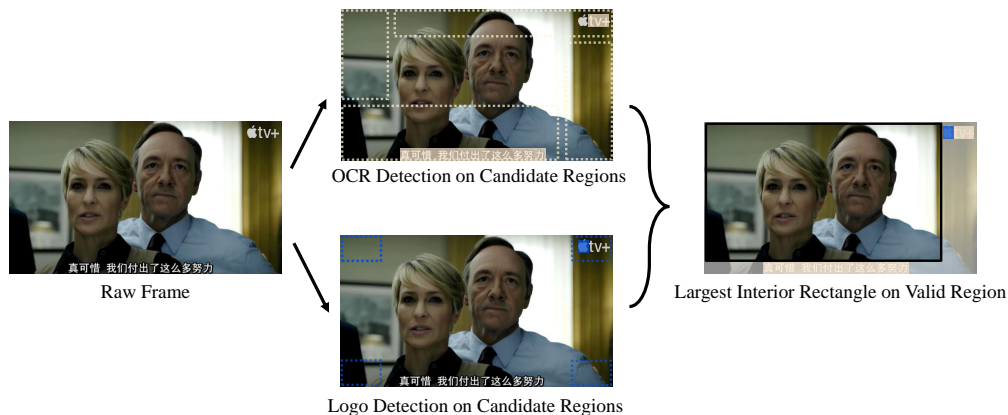 tv+
真可惜 我们付出了这么多努力
OCR Detection on Candidate Regions
tv+
真可惜 我们付出了这么多努力
Raw Frame
tv+
真可惜 我们付出了这么多努力
Largest Interior Rectangle on Valid Region
tv+
真可惜 我们付出了这么多努力
Logo Detection on Candidate Regions